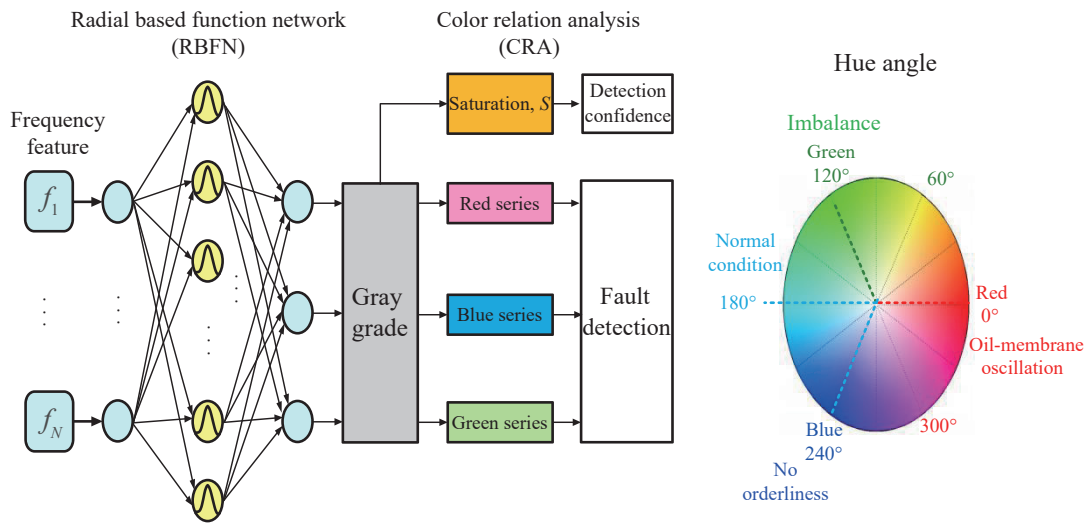 Radial based function network
(RBFN)
Color relation analysis
(CRA)
Hue angle
Frequency
feature
f1
fN
Gray
grade
Saturation, S
Detection
confidence
Red series
Blue series
Green series
Fault
detection
Imbalance
Green
120°
60°
Normal
condition
180°
Red
0°
Oil-membrane
oscillation
Blue
240°
300°
No
orderliness